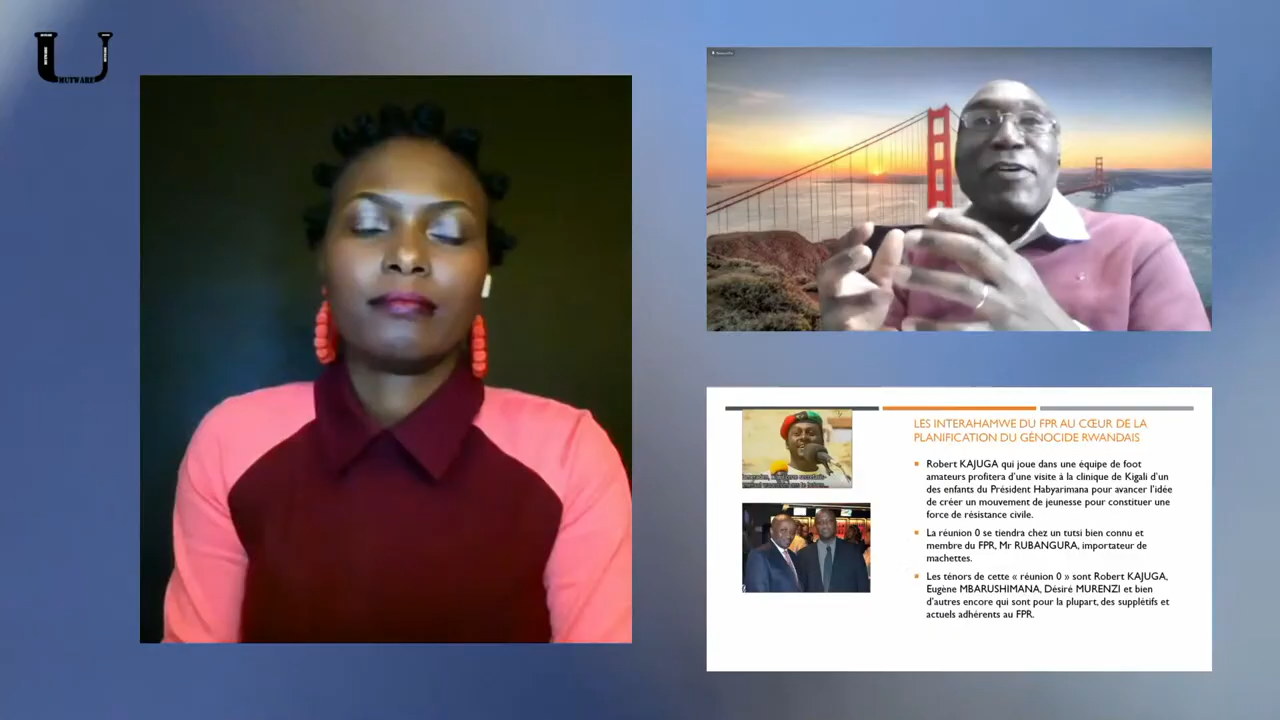 UHUTWARE
LES INTERAHAMWE DU FPR AU CŒUR DE LA
PLANIFICATION DU GÉNOCIDE RWANDAIS
Robert KAJUGA qui joue dans une équipe de foot
amateurs profitera d'une visite à la clinique de Kigali d'un
des enfants du Président Habyarimana pour avancer l'idée
de créer un mouvement de jeunesse pour constituer une
force de résistance civile.
La réunion 0 se tiendra chez un tutsi bien connu et
membre du FPR, Mr RUBANGURA, importateur de
machettes.
Les ténors de cette « réunion 0 » sont Robert KAJUGA,
Eugène MBARUSHIMANA, Désiré MURENZI et bien
d'autres encore qui sont pour la plupart, des supplétifs et
actuels adhérents au FPR.